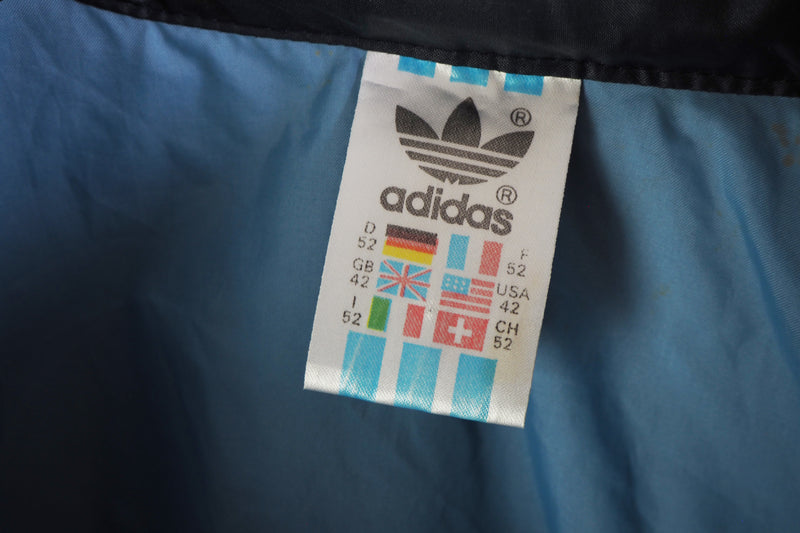 ®
adidas®
D 52 F 52
GB 42 USA 42
I 52 CH 52